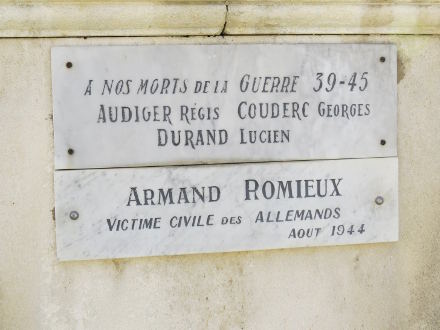 A NOS MORTS DE LA GUERRE 39-45
AUDIGER RÉGIS COUDERC GEORGES
DURAND LUCIEN
ARMAND ROMIEUX
VICTIME CIVILE DES ALLEMANDS
AOUT 1944